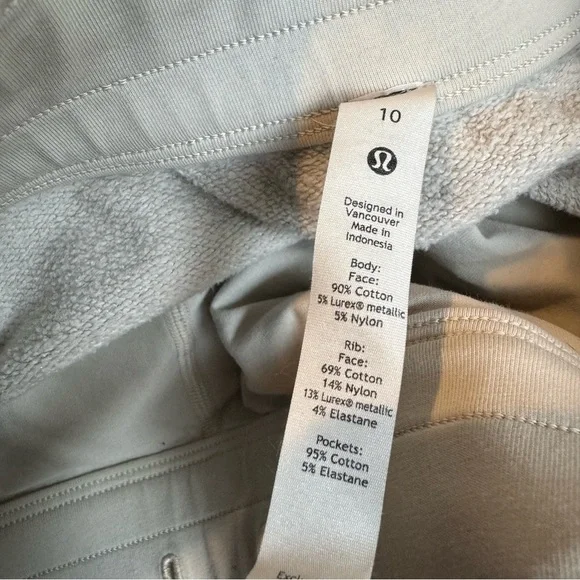 10
Designed in
Vancouver
Made in
Indonesia
Body:
Face:
90% Cotton
5% Lurex® metallic
5% Nylon
Rib:
Face:
69% Cotton
14% Nylon
13% Lurex® metallic
4% Elastane
Pockets:
95% Cotton
5% Elastane